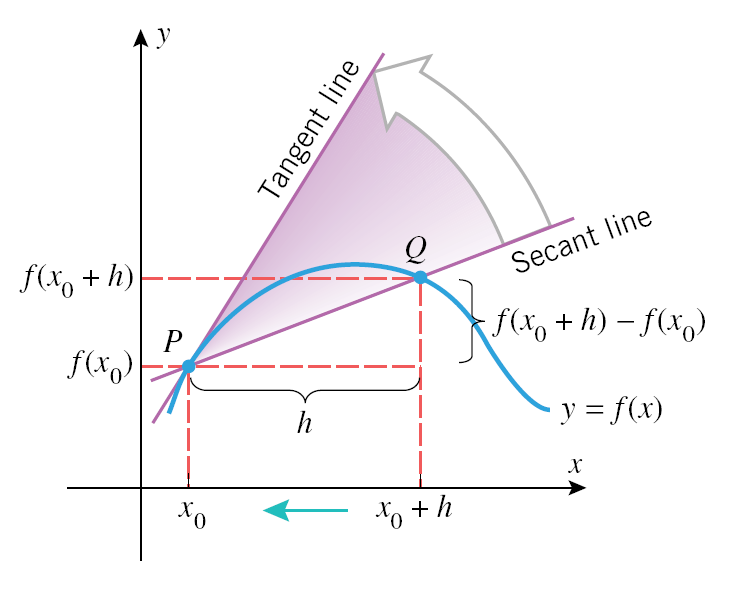 y
Tangent line
Secant line
Q
f(x₀ + h)
f(x₀ + h) − f(x₀)
P
f(x₀)
h
y = f(x)
x
x₀
x₀ + h